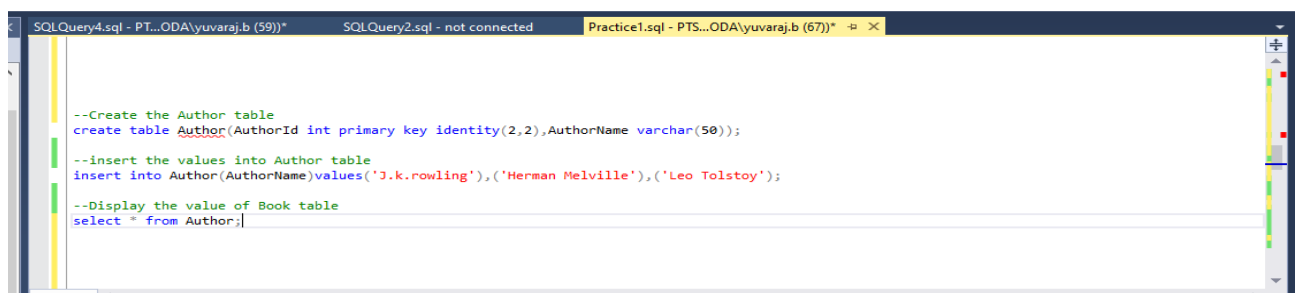 SQLQuery4.sql - PT...ODA\yuvaraj.b (59))* SQLQuery2.sql - not connected Practice1.sql - PTS...ODA\yuvaraj.b (67))*
--Create the Author table
create table Author(AuthorId int primary key identity(2,2),AuthorName varchar(50));
--insert the values into Author table
insert into Author(AuthorName)values('J.k.rowling'),('Herman Melville'),('Leo Tolstoy');
--Display the value of Book table
select * from Author;